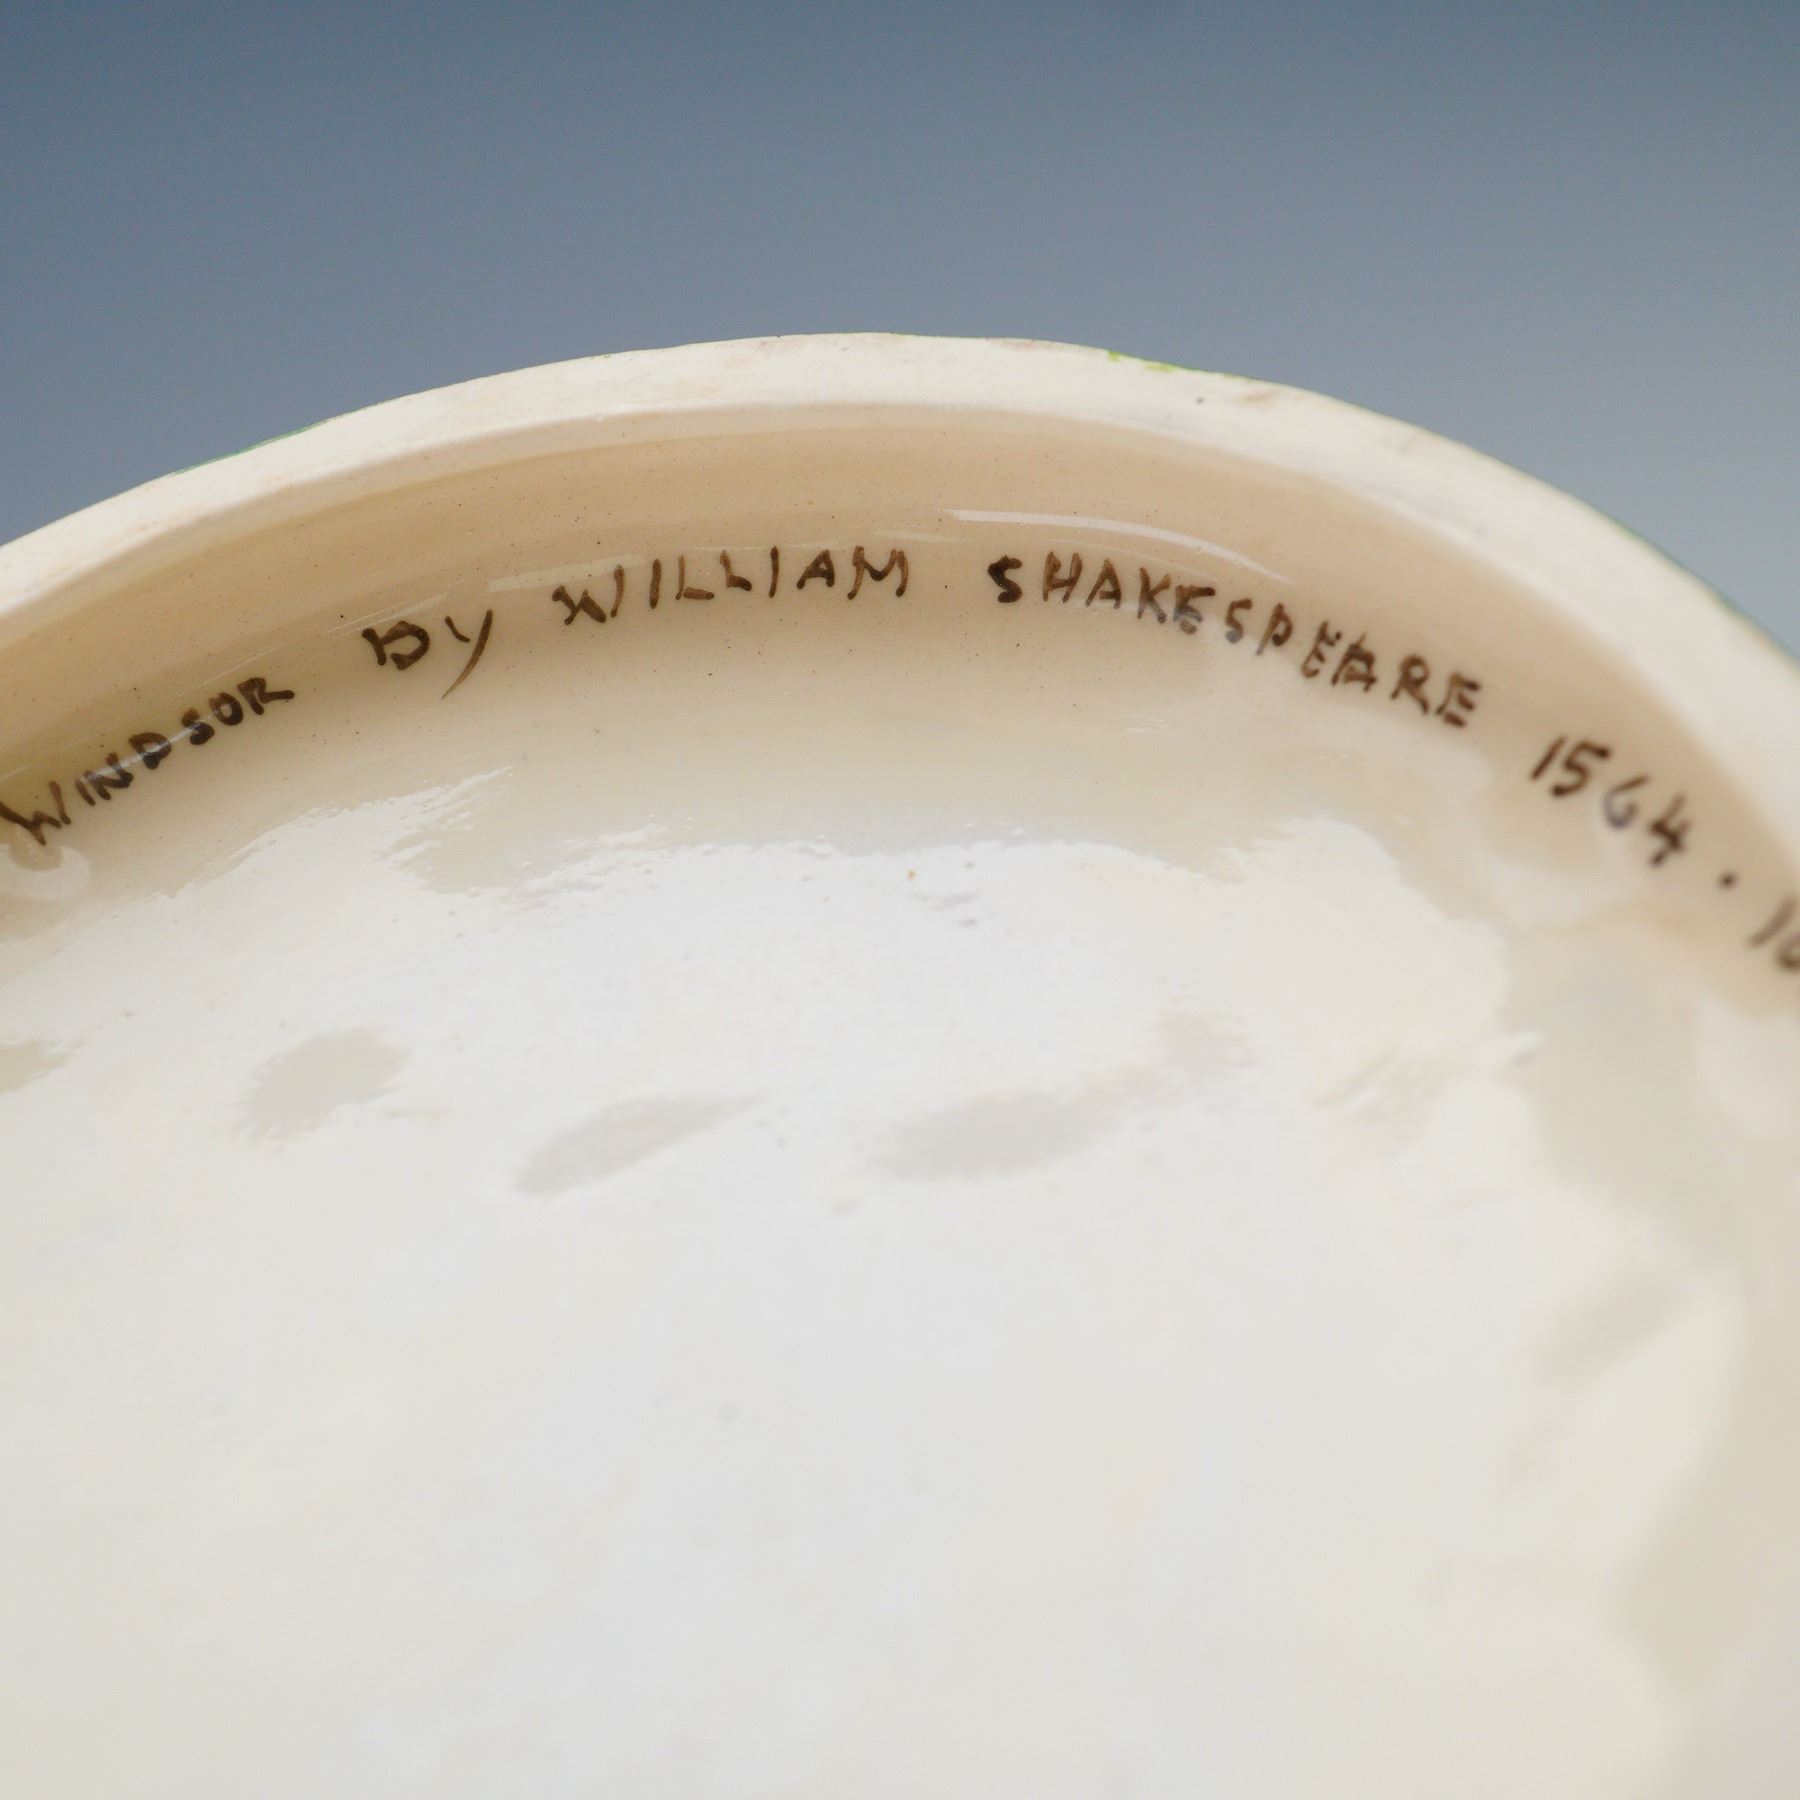 WINDSOR By WILLIAM SHAKESPEARE 1564 .